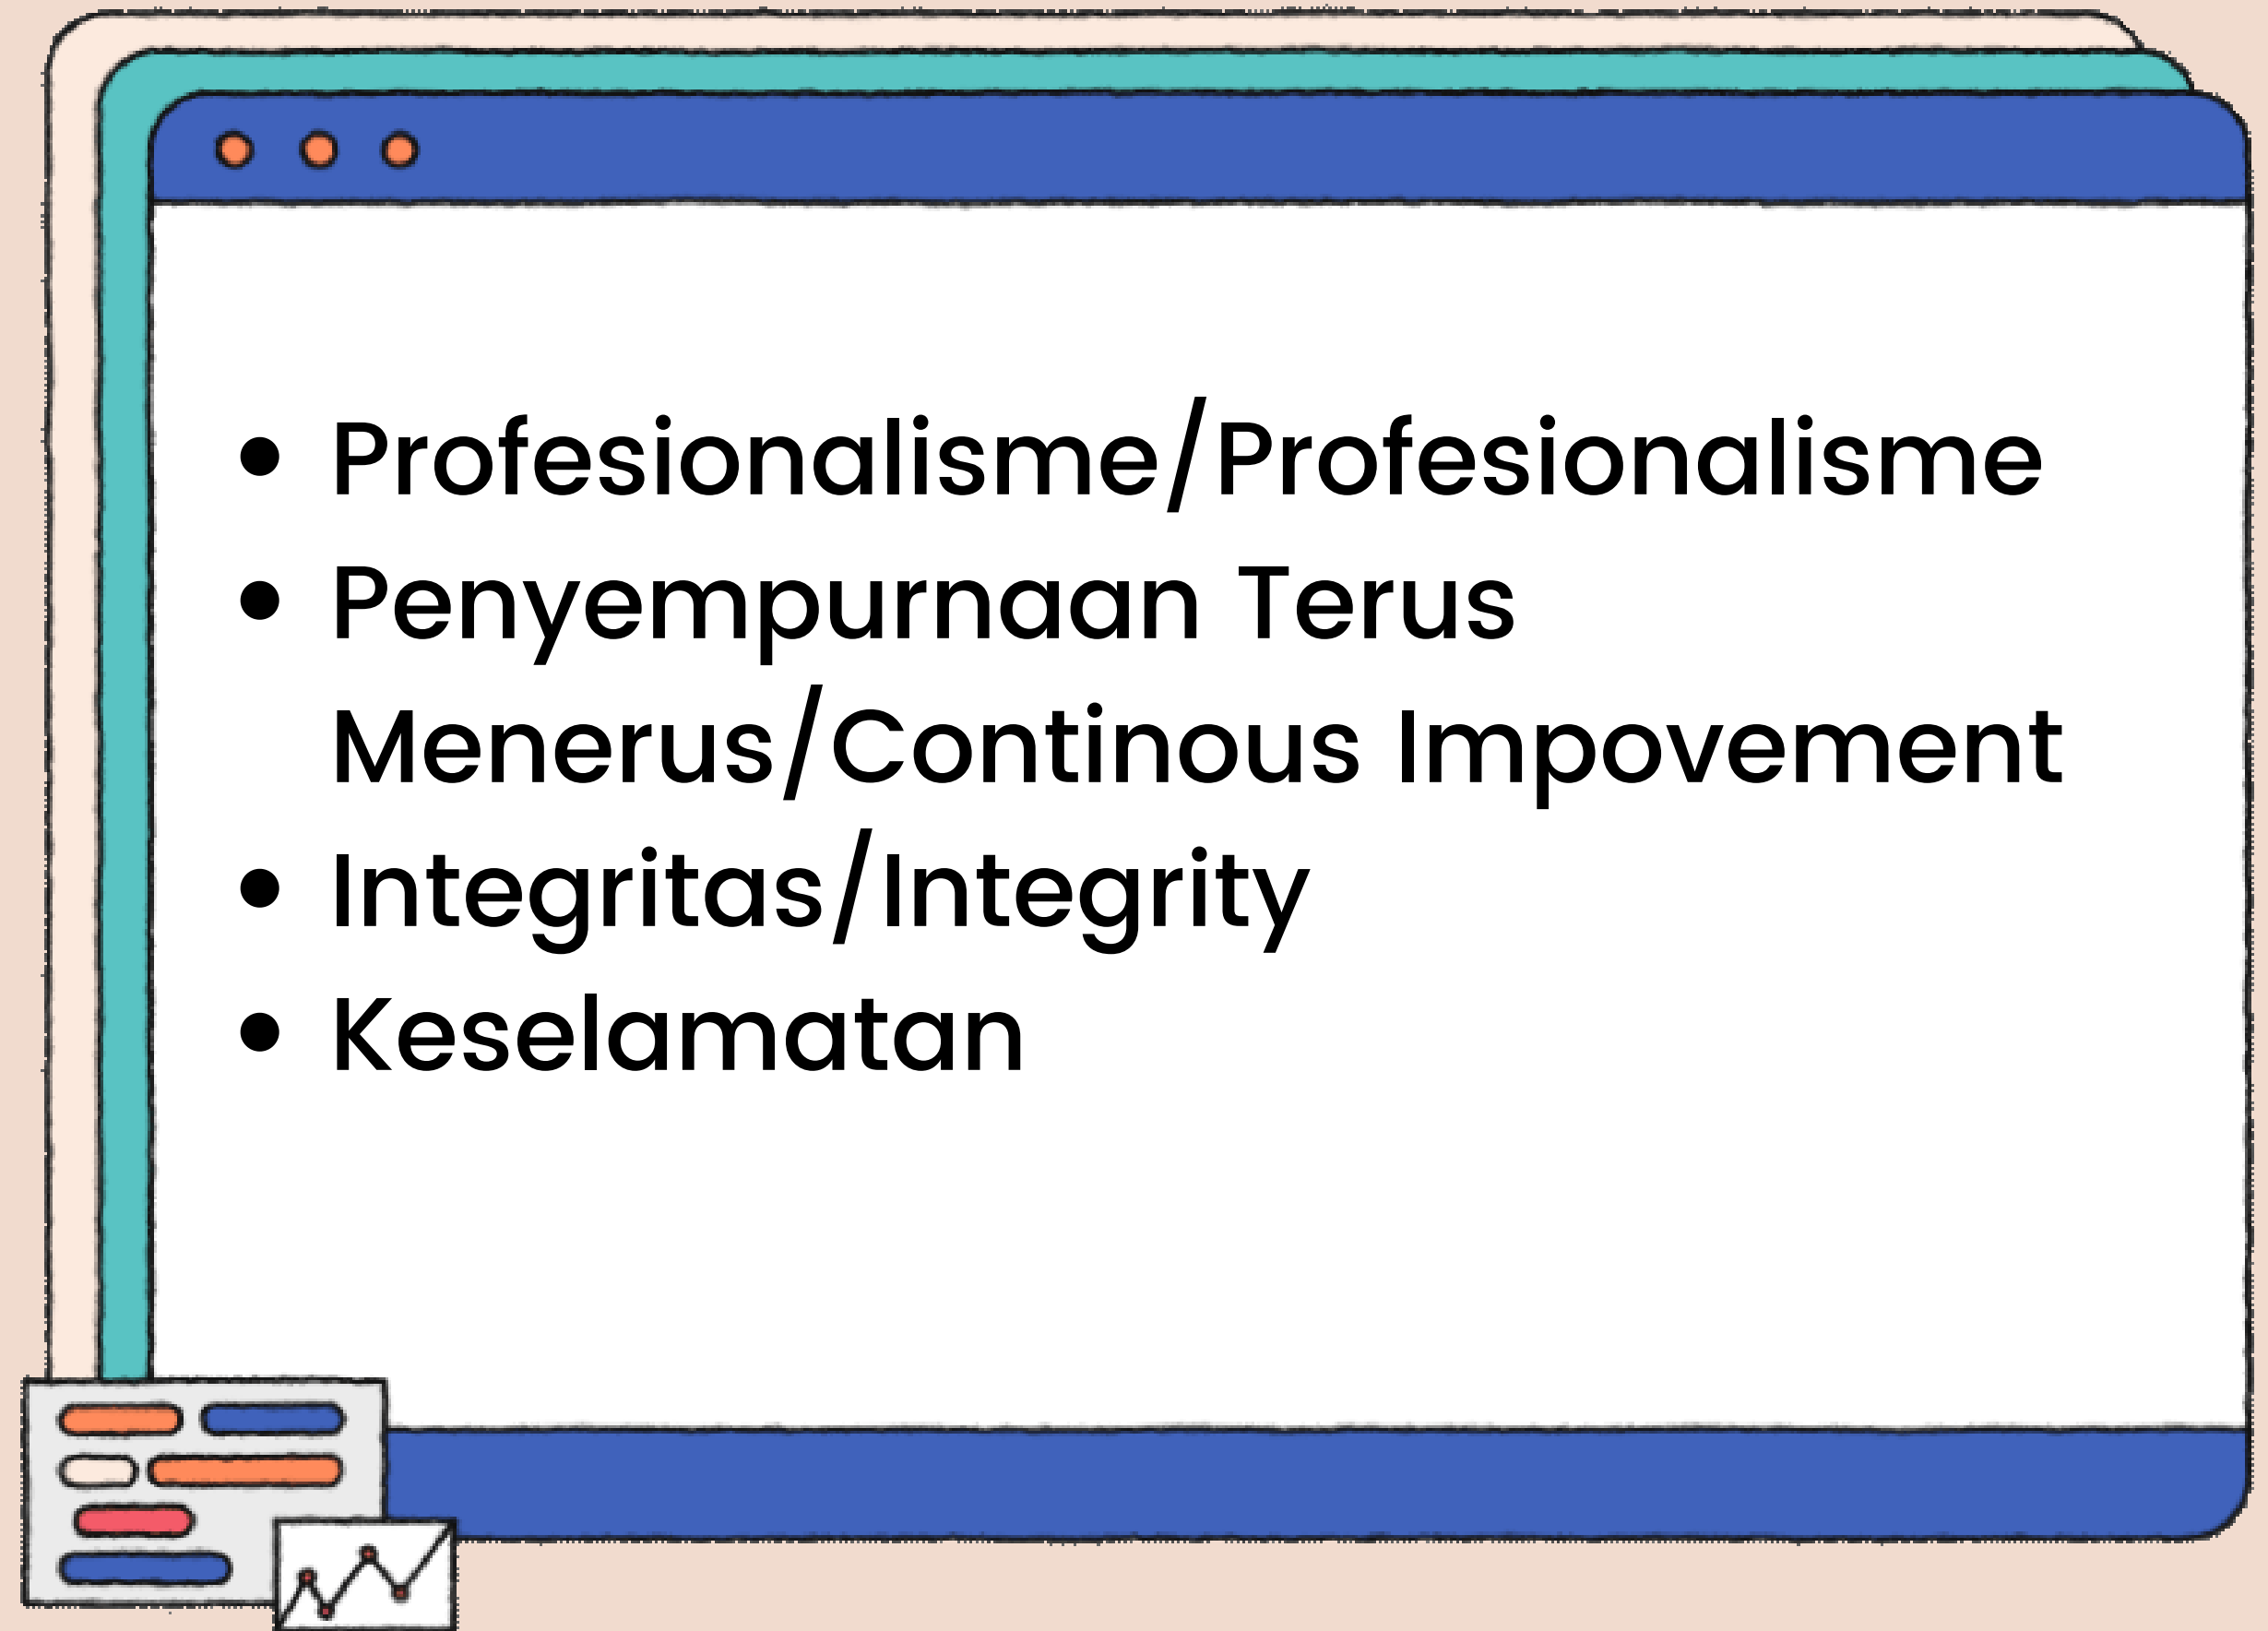 • Profesionalisme/Profesionalisme
• Penyempurnaan Terus
Menerus/Continous Impovement
• Integritas/Integrity
• Keselamatan